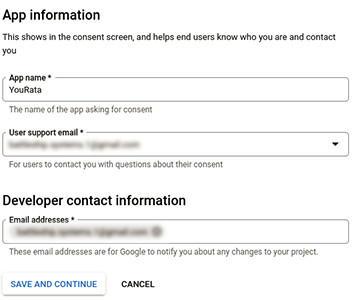 App information
This shows in the consent screen, and helps end users know who you are and contact
you
App name *
YouRata
The name of the app asking for consent
User support email *
For users to contact you with questions about their consent
Developer contact information
Email addresses *
These email addresses are for Google to notify you about any changes to your project.
SAVE AND CONTINUE CANCEL